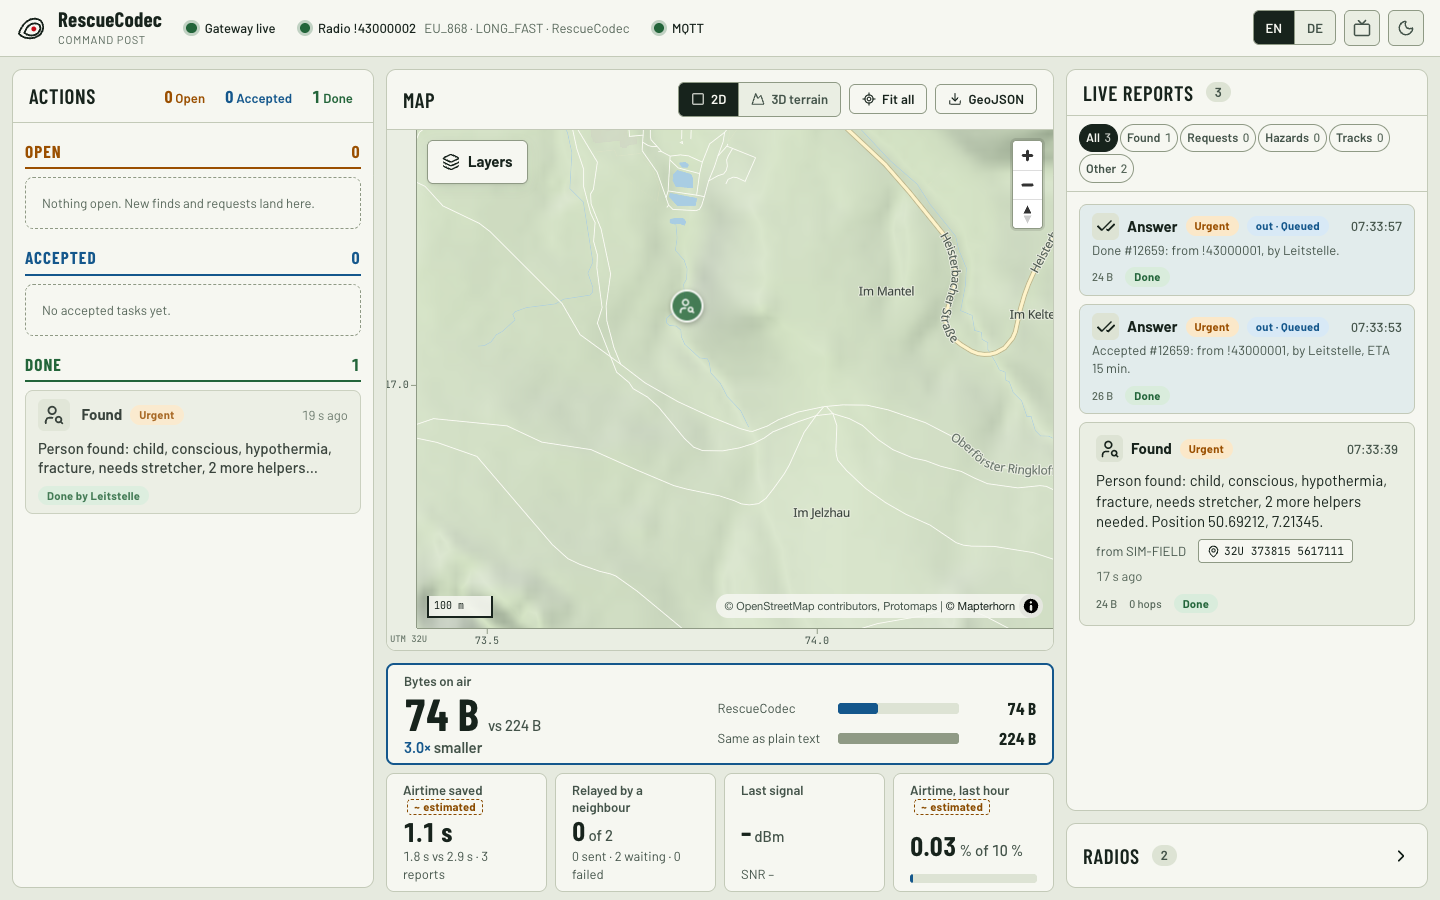 RescueCodec
COMMAND POST
Gateway live
Radio !43000002 EU_868 · LONG_FAST · RescueCodec
MQTT
EN DE
ACTIONS
0 Open 0 Accepted 1 Done
OPEN 0
Nothing open. New finds and requests land here.
ACCEPTED 0
No accepted tasks yet.
DONE 1
Found Urgent 19 s ago
Person found: child, conscious, hypothermia,
fracture, needs stretcher, 2 more helpers...
Done by Leitstelle
MAP
2D 3D terrain Fit all GeoJSON
Layers
Heisterbacher Straße
Heisterb
Im Mantel
Im Kelte
17.0
Oberförster Ringklof
Im Jelzhau
100 m
© OpenStreetMap contributors, Protomaps | © Mapterhorn
UTM 32U 73.5 74.0
Bytes on air
74 B vs 224 B
3.0× smaller
RescueCodec 74 B
Same as plain text 224 B
Airtime saved
~ estimated
1.1 s
1.8 s vs 2.9 s · 3
reports
Relayed by a
neighbour
0 of 2
0 sent · 2 waiting · 0
failed
Last signal
– dBm
SNR –
Airtime, last hour
~ estimated
0.03 % of 10 %
LIVE REPORTS 3
All 3 Found 1 Requests 0 Hazards 0 Tracks 0
Other 2
Answer Urgent out · Queued 07:33:57
Done #12659: from !43000001, by Leitstelle.
24 B Done
Answer Urgent out · Queued 07:33:53
Accepted #12659: from !43000001, by Leitstelle, ETA
15 min.
26 B Done
Found Urgent 07:33:39
Person found: child, conscious, hypothermia,
fracture, needs stretcher, 2 more helpers
needed. Position 50.69212, 7.21345.
from SIM-FIELD 32U 373815 5617111
17 s ago
24 B 0 hops Done
RADIOS 2